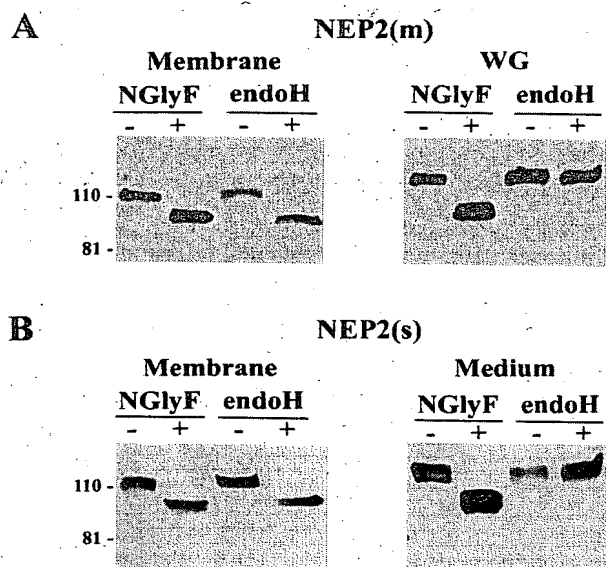 A
NEP2(m)
Membrane WG
NGlyF endoH NGlyF endoH
- + - + - + - +
110 -
81 -
B
NEP2(s)
Membrane Medium
NGlyF endoH NGlyF endoH
- + - + - + - +
110 -
81 -